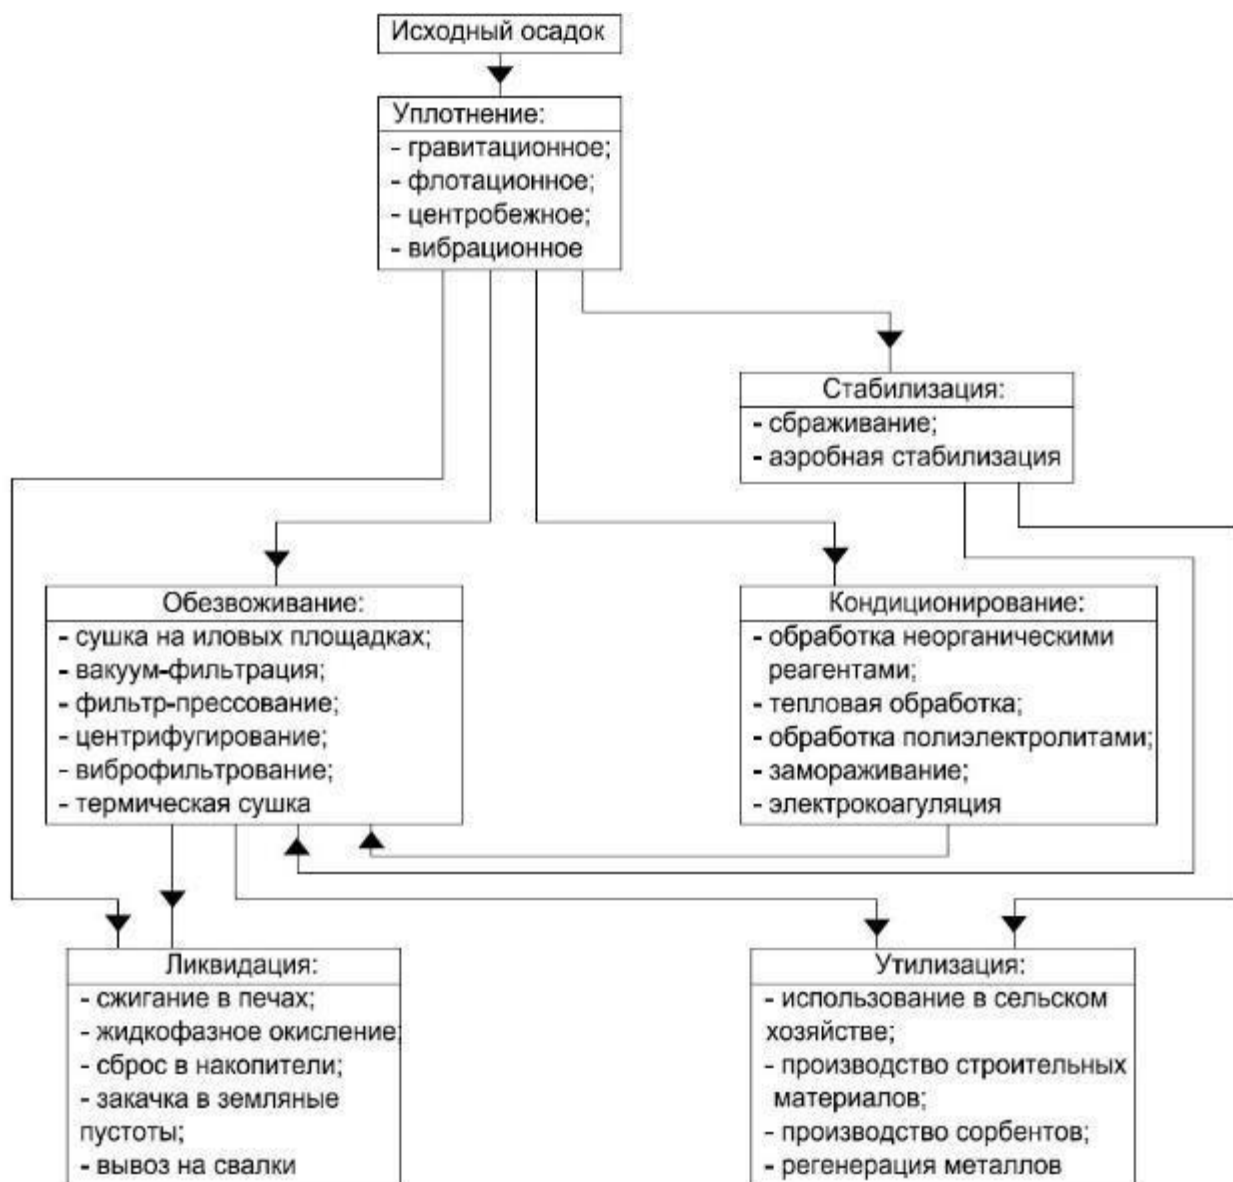 Исходный осадок
Уплотнение:
- гравитационное;
- флотационное;
- центробежное;
- вибрационное
Стабилизация:
- сбраживание;
- аэробная стабилизация
Обезвоживание:
- сушка на иловых площадках;
- вакуум-фильтрация;
- фильтр-прессование;
- центрифугирование;
- виброфильтрование;
- термическая сушка
Кондиционирование:
- обработка неорганическими
реагентами;
- тепловая обработка;
- обработка полиэлектролитами;
- замораживание;
- электрокоагуляция
Ликвидация:
- сжигание в печах;
- жидкофазное окисление;
- сброс в накопители;
- закачка в земляные
пустоты;
- вывоз на свалки
Утилизация:
- использование в сельском
хозяйстве;
- производство строительных
материалов;
- производство сорбентов;
- регенерация металлов